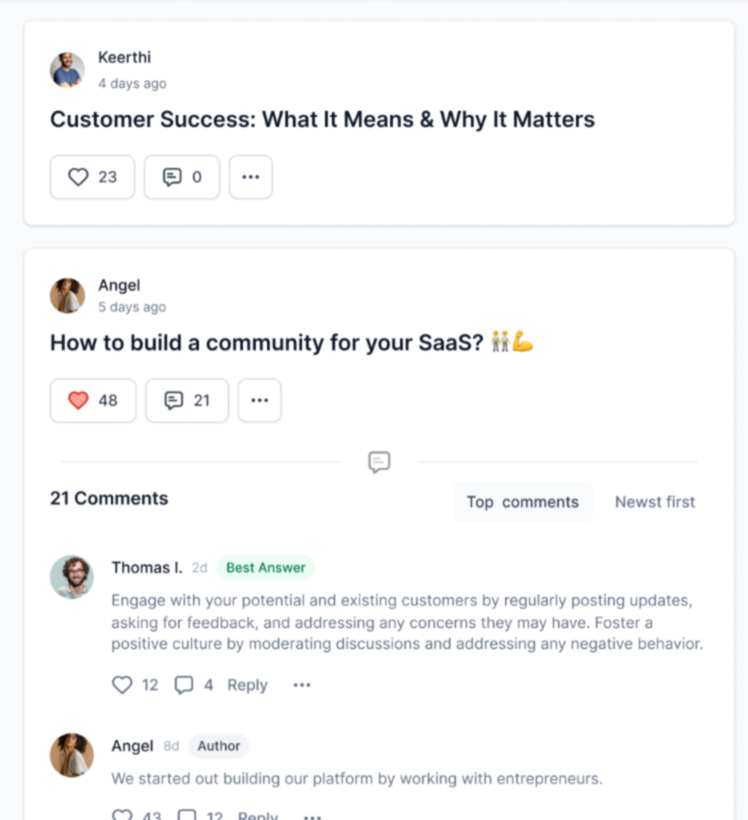 Keerthi
4 days ago
Customer Success: What It Means & Why It Matters
23 0 •••
Angel
5 days ago
How to build a community for your SaaS? 👬💪
48 21 •••
21 Comments Top comments Newst first
Thomas I. 2d Best Answer
Engage with your potential and existing customers by regularly posting updates,
asking for feedback, and addressing any concerns they may have. Foster a
positive culture by moderating discussions and addressing any negative behavior.
12 4 Reply •••
Angel 8d Author
We started out building our platform by working with entrepreneurs.
43 12 Reply •••